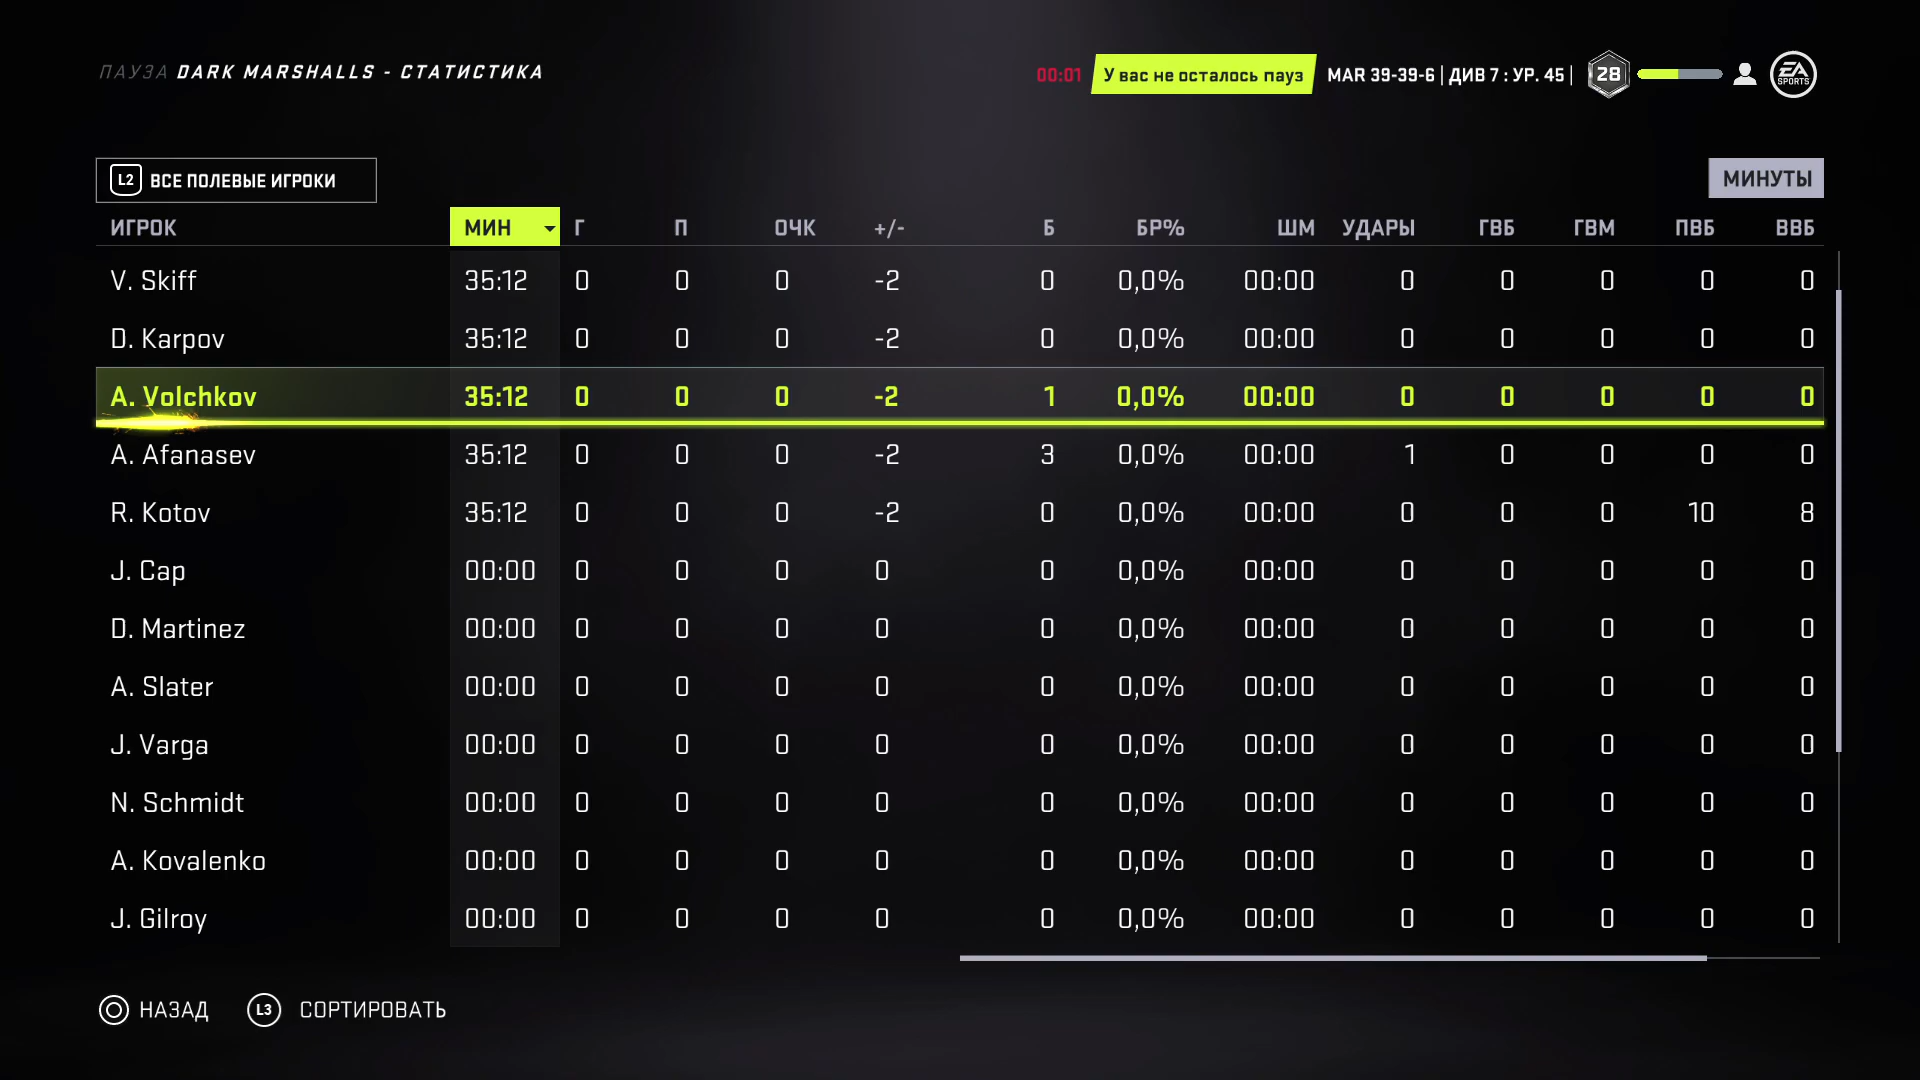 ПАУЗА DARK MARSHALLS - СТАТИСТИКА
00:01 У вас не осталось пауз MAR 39-39-6 | ДИВ 7 : УР. 45 | 28 EA SPORTS
L2 ВСЕ ПОЛЕВЫЕ ИГРОКИ МИНУТЫ
ИГРОК МИН Г П ОЧК +/- Б БР% ШМ УДАРЫ ГВБ ГВМ ПВБ ВВБ
V. Skiff 35:12 0 0 0 -2 0 0,0% 00:00 0 0 0 0 0
D. Karpov 35:12 0 0 0 -2 0 0,0% 00:00 0 0 0 0 0
A. Volchkov 35:12 0 0 0 -2 1 0,0% 00:00 0 0 0 0 0
A. Afanasev 35:12 0 0 0 -2 3 0,0% 00:00 1 0 0 0 0
R. Kotov 35:12 0 0 0 -2 0 0,0% 00:00 0 0 0 10 8
J. Cap 00:00 0 0 0 0 0 0,0% 00:00 0 0 0 0 0
D. Martinez 00:00 0 0 0 0 0 0,0% 00:00 0 0 0 0 0
A. Slater 00:00 0 0 0 0 0 0,0% 00:00 0 0 0 0 0
J. Varga 00:00 0 0 0 0 0 0,0% 00:00 0 0 0 0 0
N. Schmidt 00:00 0 0 0 0 0 0,0% 00:00 0 0 0 0 0
A. Kovalenko 00:00 0 0 0 0 0 0,0% 00:00 0 0 0 0 0
J. Gilroy 00:00 0 0 0 0 0 0,0% 00:00 0 0 0 0 0
НАЗАД L3 СОРТИРОВАТЬ